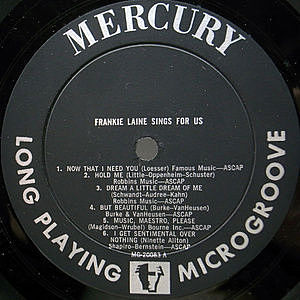 MERCURY
FRANKIE LAINE SINGS FOR US
1. NOW THAT I NEED YOU (Loesser) Famous Music—ASCAP
2. HOLD ME (Little-Oppenheim-Schuster)
Robbins Music—ASCAP
3. DREAM A LITTLE DREAM OF ME
(Schwandt-Audree-Kahn)
Robbins Music—ASCAP
4. BUT BEAUTIFUL (Burke-VanHeusen)
Burke & VanHeusen—ASCAP
5. MUSIC, MAESTRO, PLEASE
(Magidson-Wrubel) Bourne Inc.—ASCAP
6. I GET SENTIMENTAL OVER
NOTHING (Ninette Allton)
Shapiro-Bernstein—ASCAP
MG-20083 A
LONG PLAYING MICROGROOVE